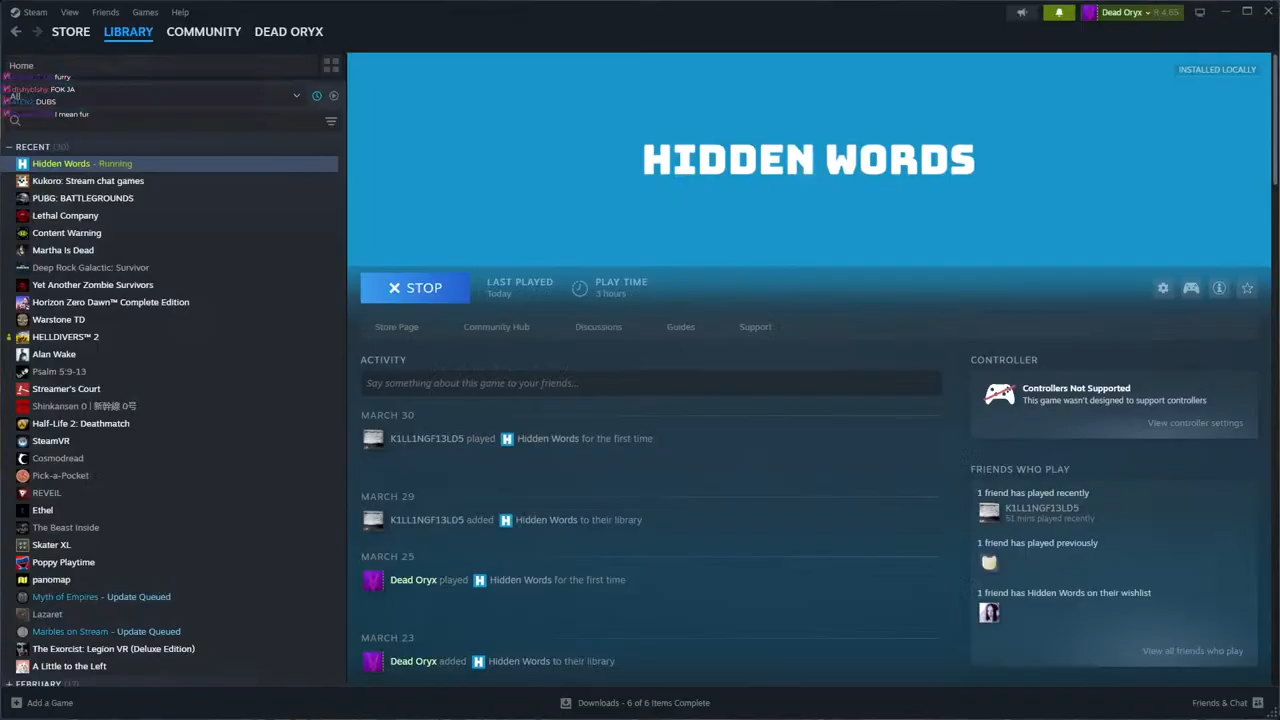 Steam View Friends Games Help
Dead Oryx R 4,65
STORE LIBRARY COMMUNITY DEAD ORYX
Home
furry
FOK JA
All
DUBS
I mean fur
RECENT (30)
Hidden Words - Running
Kukoro: Stream chat games
PUBG: BATTLEGROUNDS
Lethal Company
Content Warning
Martha Is Dead
Deep Rock Galactic: Survivor
Yet Another Zombie Survivors
Horizon Zero Dawn™ Complete Edition
Warstone TD
HELLDIVERS™ 2
Alan Wake
Psalm 5:9-13
Streamer's Court
Shinkansen 0 | 新幹線 0号
Half-Life 2: Deathmatch
SteamVR
Cosmodread
Pick-a-Pocket
REVEIL
Ethel
The Beast Inside
Skater XL
Poppy Playtime
panomap
Myth of Empires - Update Queued
Lazaret
Marbles on Stream - Update Queued
The Exorcist: Legion VR (Deluxe Edition)
A Little to the Left
FEBRUARY
INSTALLED LOCALLY
HIDDEN WORDS
STOP
LAST PLAYED
Today
PLAY TIME
3 hours
Store Page Community Hub Discussions Guides Support
ACTIVITY
Say something about this game to your friends...
MARCH 30
K1LL1NGF13LD5 played Hidden Words for the first time
MARCH 29
K1LL1NGF13LD5 added Hidden Words to their library
MARCH 25
Dead Oryx played Hidden Words for the first time
MARCH 23
Dead Oryx added Hidden Words to their library
CONTROLLER
Controllers Not Supported
This game wasn't designed to support controllers
View controller settings
FRIENDS WHO PLAY
1 friend has played recently
K1LL1NGF13LD5
51 mins played recently
1 friend has played previously
1 friend has Hidden Words on their wishlist
View all friends who play
Add a Game
Downloads - 6 of 6 Items Complete
Friends & Chat